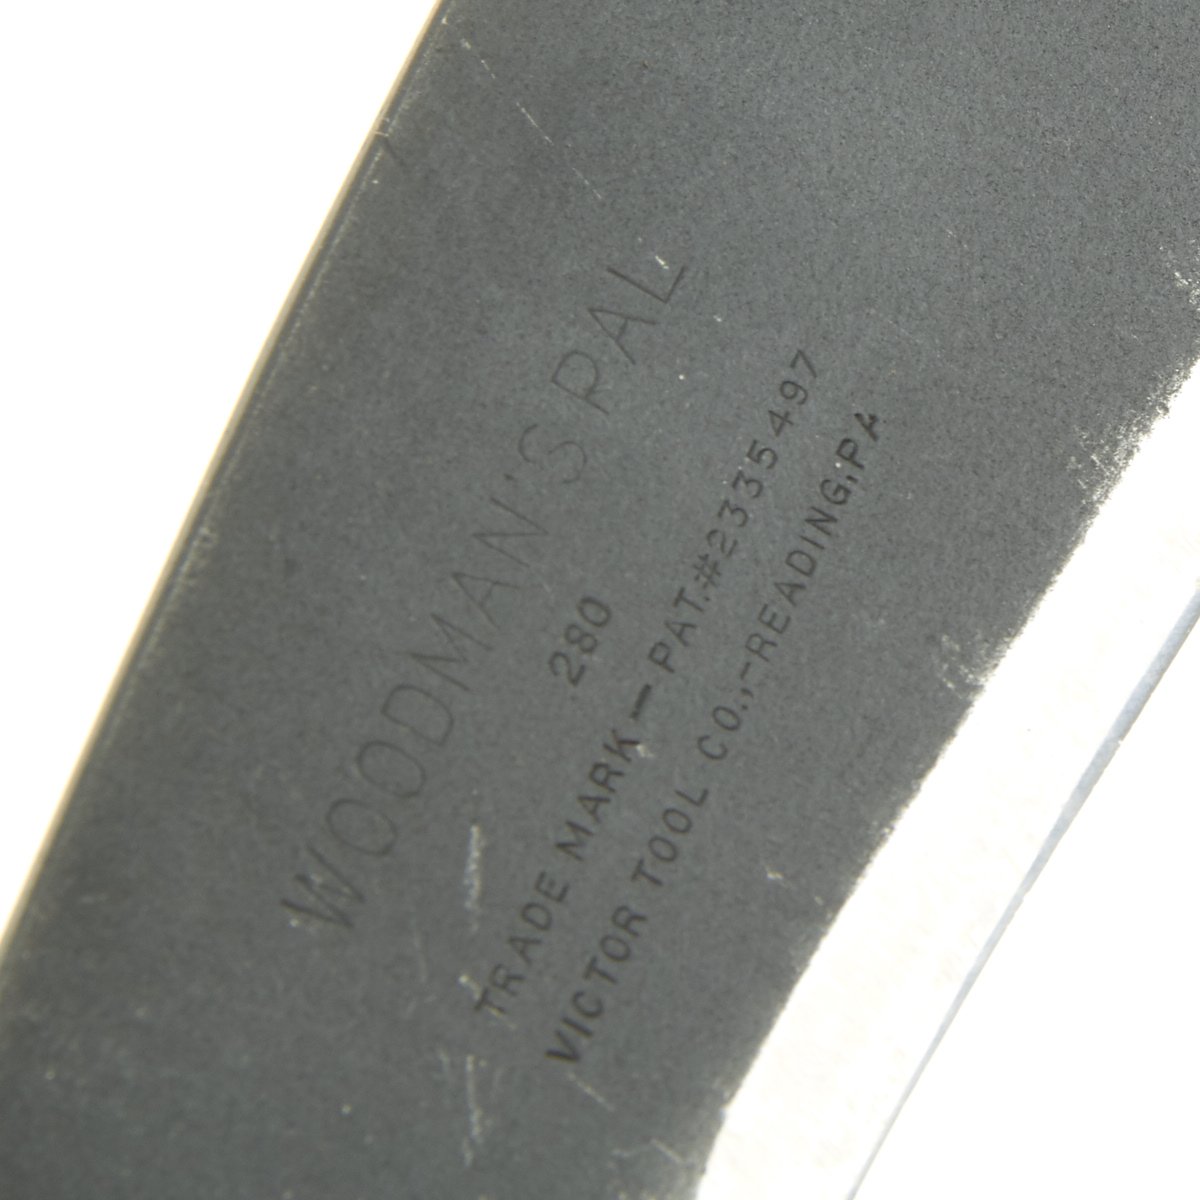 WOODMAN'S PAL
280
TRADE MARK — PAT.#2335497
VICTOR TOOL CO.,-READING,PA